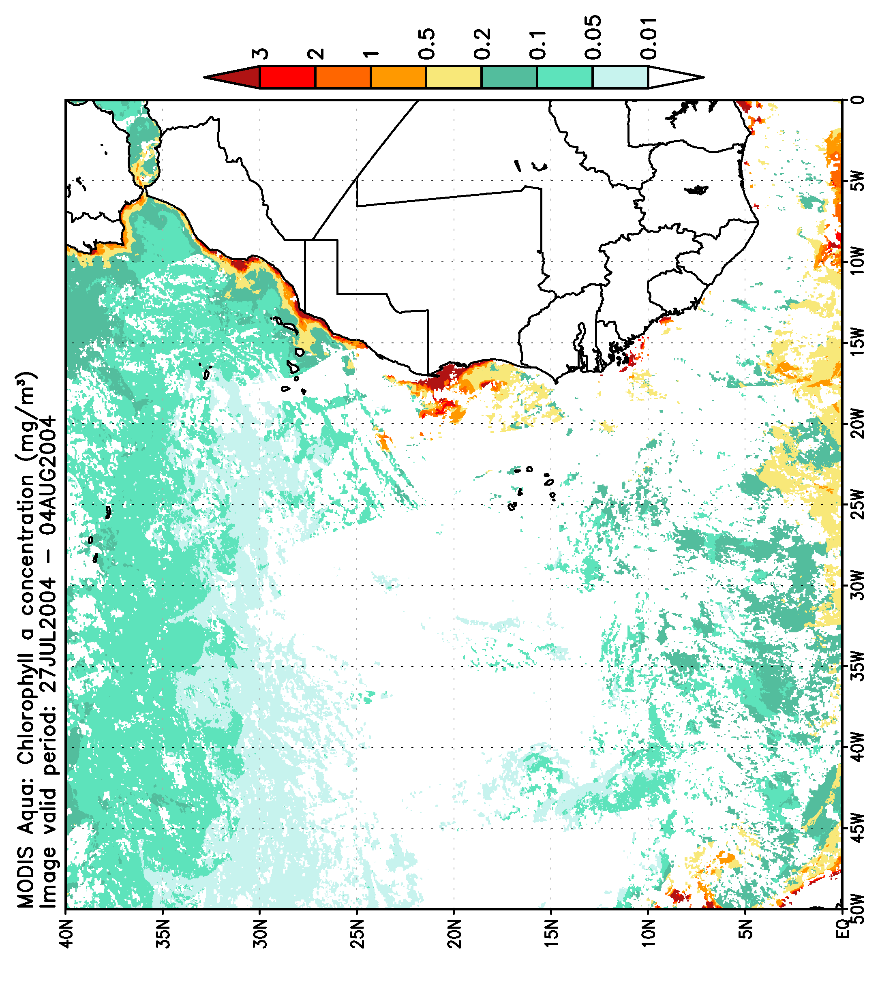 MODIS Aqua: Chlorophyll a concentration (mg/m³)
Image valid period: 27JUL2004 – 04AUG2004
40N
35N
30N
25N
20N
15N
10N
5N
EQ
50W
45W
40W
35W
30W
25W
20W
15W
10W
5W
0
3
2
1
0.5
0.2
0.1
0.05
0.01